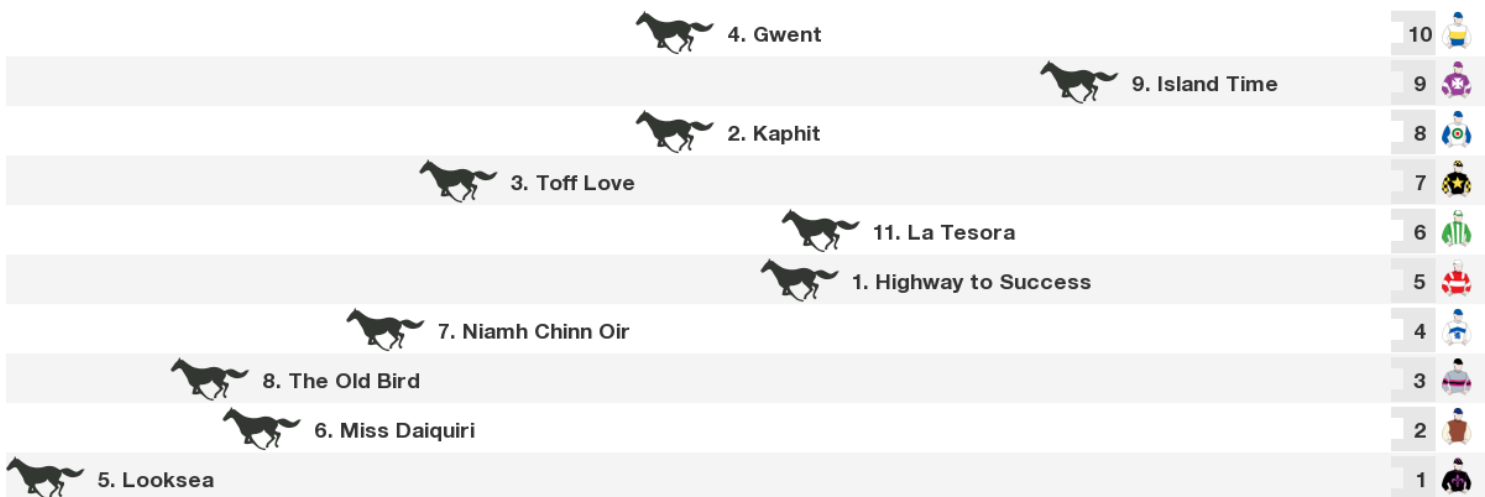 4. Gwent 10
9. Island Time 9
2. Kaphit 8
3. Toff Love 7
11. La Tesora 6
1. Highway to Success 5
7. Niamh Chinn Oir 4
8. The Old Bird 3
6. Miss Daiquiri 2
5. Looksea 1